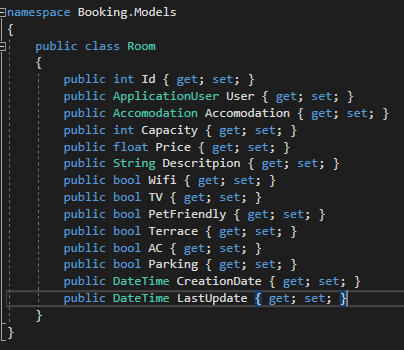 namespace Booking.Models
{
public class Room
{
public int Id { get; set; }
public ApplicationUser User { get; set; }
public Accomodation Accomodation { get; set; }
public int Capacity { get; set; }
public float Price { get; set; }
public String Descritpion { get; set; }
public bool Wifi { get; set; }
public bool TV { get; set; }
public bool PetFriendly { get; set; }
public bool Terrace { get; set; }
public bool AC { get; set; }
public bool Parking { get; set; }
public DateTime CreationDate { get; set; }
public DateTime LastUpdate { get; set; }
}
}